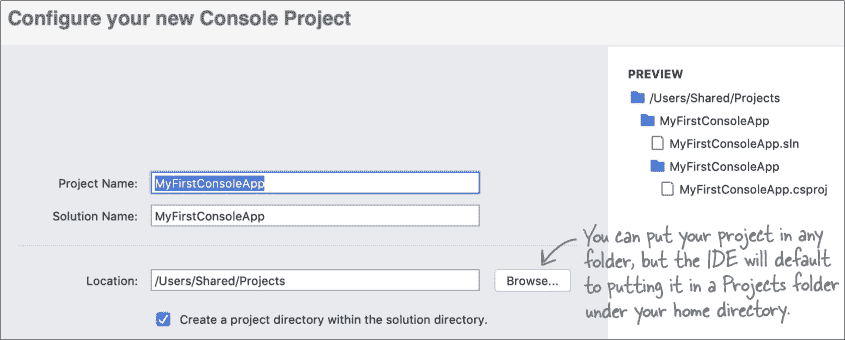 Configure your new Console Project
PREVIEW
/Users/Shared/Projects
MyFirstConsoleApp
MyFirstConsoleApp.sln
MyFirstConsoleApp
MyFirstConsoleApp.csproj
Project Name: MyFirstConsoleApp
Solution Name: MyFirstConsoleApp
Location: /Users/Shared/Projects Browse...
Create a project directory within the solution directory.
You can put your project in any
folder, but the IDE will default
to putting it in a Projects folder
under your home directory.